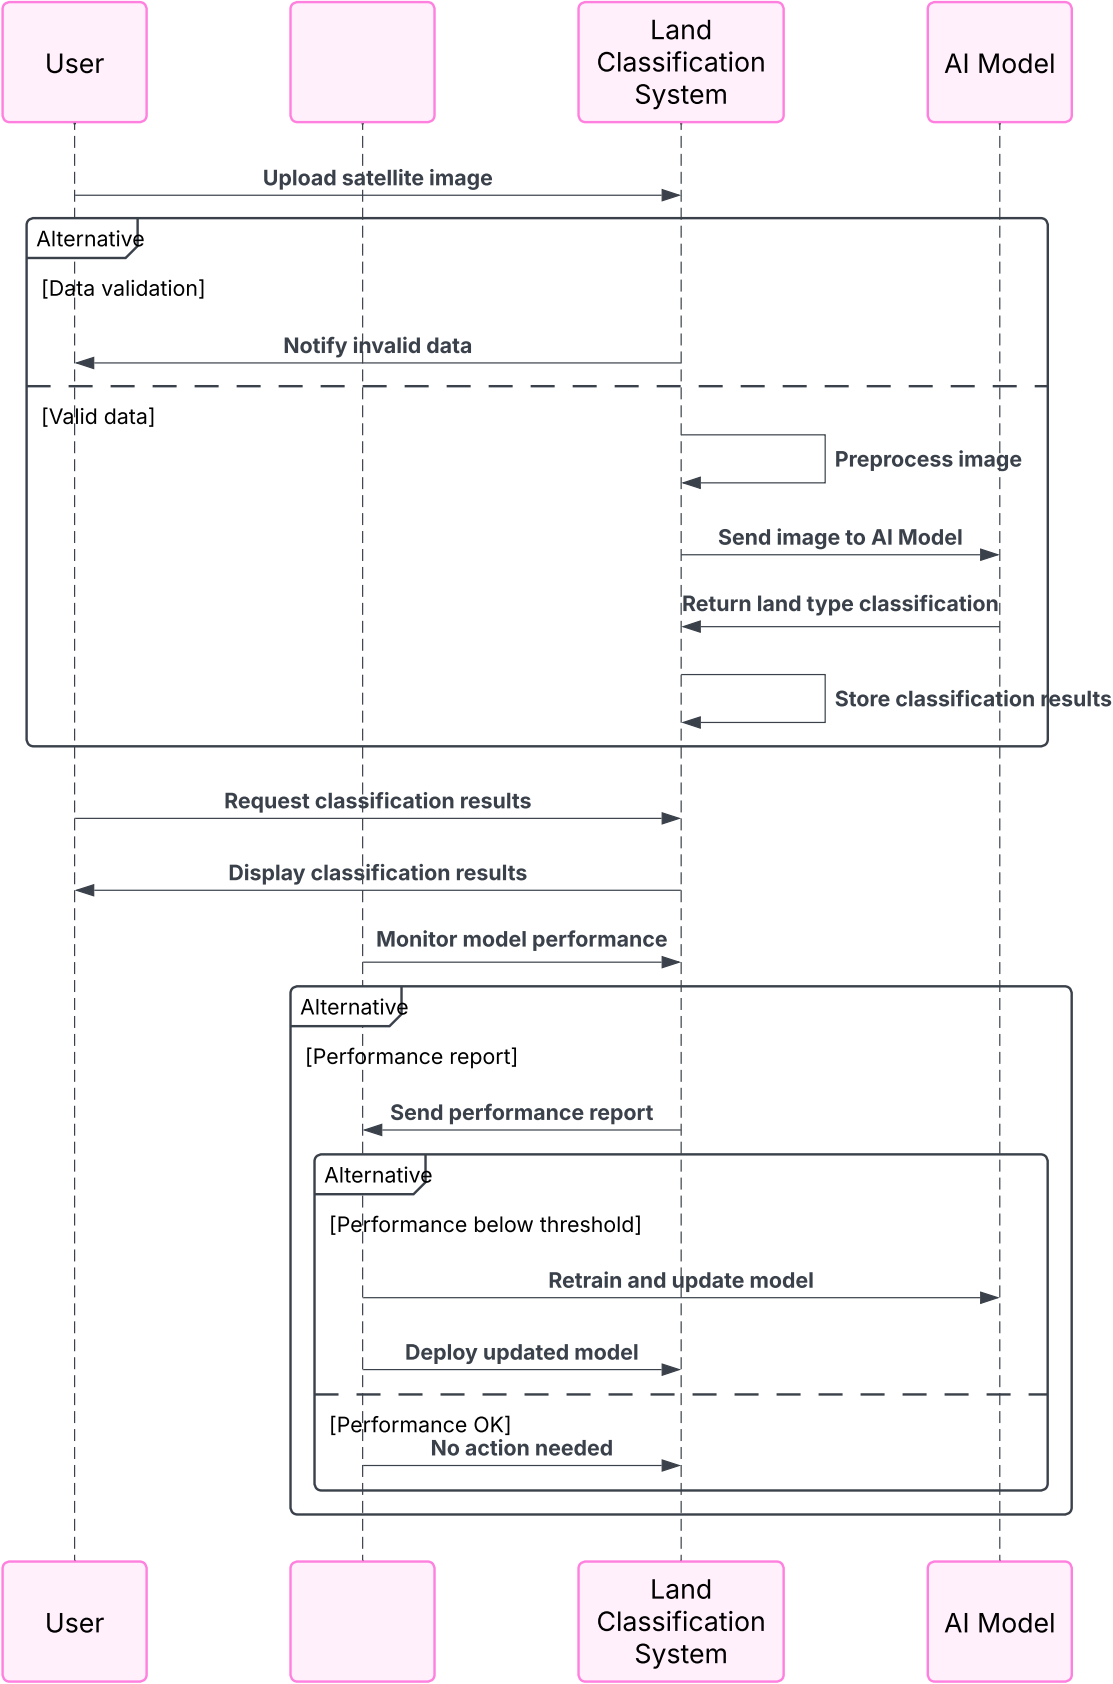 User
Land
Classification
System
AI Model
Upload satellite image
Alternative
[Data validation]
Notify invalid data
[Valid data]
Preprocess image
Send image to AI Model
Return land type classification
Store classification results
Request classification results
Display classification results
Monitor model performance
Alternative
[Performance report]
Send performance report
Alternative
[Performance below threshold]
Retrain and update model
Deploy updated model
[Performance OK]
No action needed
User
Land
Classification
System
AI Model